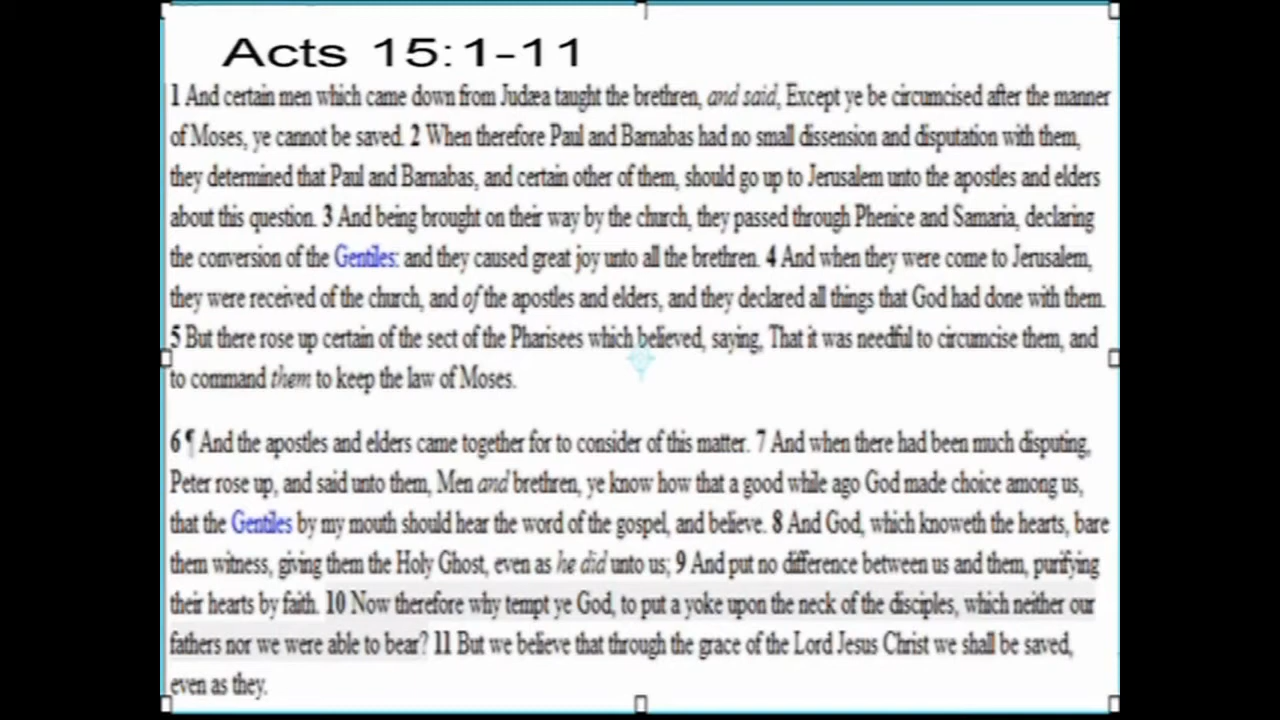 Acts 15:1-11
1 And certain men which came down from Judæa taught the brethren, and said, Except ye be circumcised after the manner
of Moses, ye cannot be saved. 2 When therefore Paul and Barnabas had no small dissension and disputation with them,
they determined that Paul and Barnabas, and certain other of them, should go up to Jerusalem unto the apostles and elders
about this question. 3 And being brought on their way by the church, they passed through Phenice and Samaria, declaring
the conversion of the Gentiles: and they caused great joy unto all the brethren. 4 And when they were come to Jerusalem,
they were received of the church, and of the apostles and elders, and they declared all things that God had done with them.
5 But there rose up certain of the sect of the Pharisees which believed, saying, That it was needful to circumcise them, and
to command them to keep the law of Moses.
6 ¶ And the apostles and elders came together for to consider of this matter. 7 And when there had been much disputing,
Peter rose up, and said unto them, Men and brethren, ye know how that a good while ago God made choice among us,
that the Gentiles by my mouth should hear the word of the gospel, and believe. 8 And God, which knoweth the hearts, bare
them witness, giving them the Holy Ghost, even as he did unto us; 9 And put no difference between us and them, purifying
their hearts by faith. 10 Now therefore why tempt ye God, to put a yoke upon the neck of the disciples, which neither our
fathers nor we were able to bear? 11 But we believe that through the grace of the Lord Jesus Christ we shall be saved,
even as they.